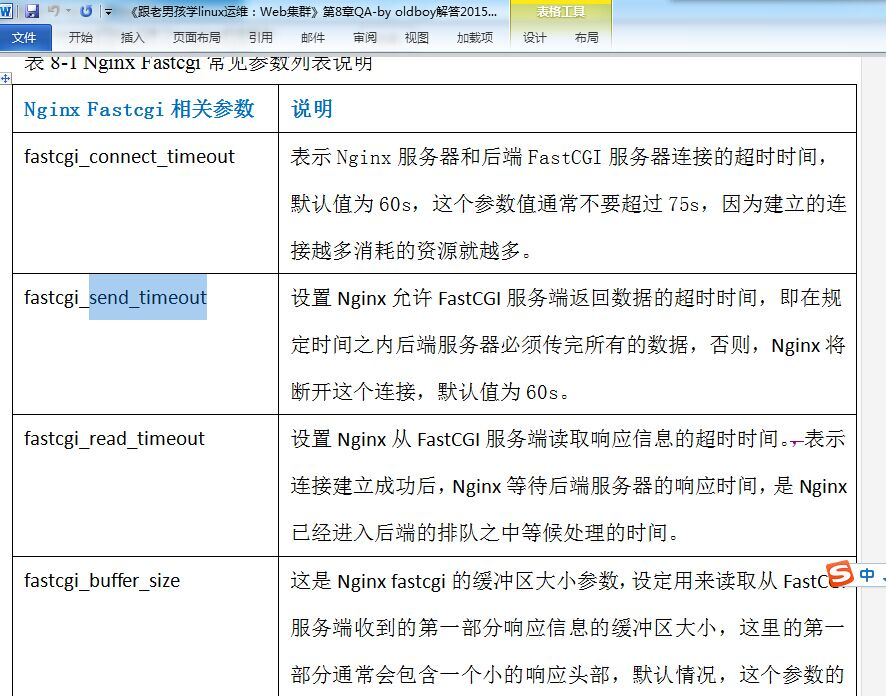 《跟老男孩学linux运维：Web集群》第8章QA-by oldboy解答2015...
表格工具
文件 开始 插入 页面布局 引用 邮件 审阅 视图 加载项 设计 布局
表 8-1 Nginx Fastcgi 常见参数列表说明
Nginx Fastcgi 相关参数 说明
fastcgi_connect_timeout 表示 Nginx 服务器和后端 FastCGI 服务器连接的超时时间，
默认值为 60s，这个参数值通常不要超过 75s，因为建立的连
接越多消耗的资源就越多。
fastcgi_send_timeout 设置 Nginx 允许 FastCGI 服务端返回数据的超时时间，即在规
定时间之内后端服务器必须传完所有的数据，否则，Nginx 将
断开这个连接，默认值为 60s。
fastcgi_read_timeout 设置 Nginx 从 FastCGI 服务端读取响应信息的超时时间。，表示
连接建立成功后，Nginx 等待后端服务器的响应时间，是 Nginx
已经进入后端的排队之中等候处理的时间。
fastcgi_buffer_size 这是 Nginx fastcgi 的缓冲区大小参数，设定用来读取从 FastCGI
服务端收到的第一部分响应信息的缓冲区大小，这里的第一
部分通常会包含一个小的响应头部，默认情况，这个参数的
中